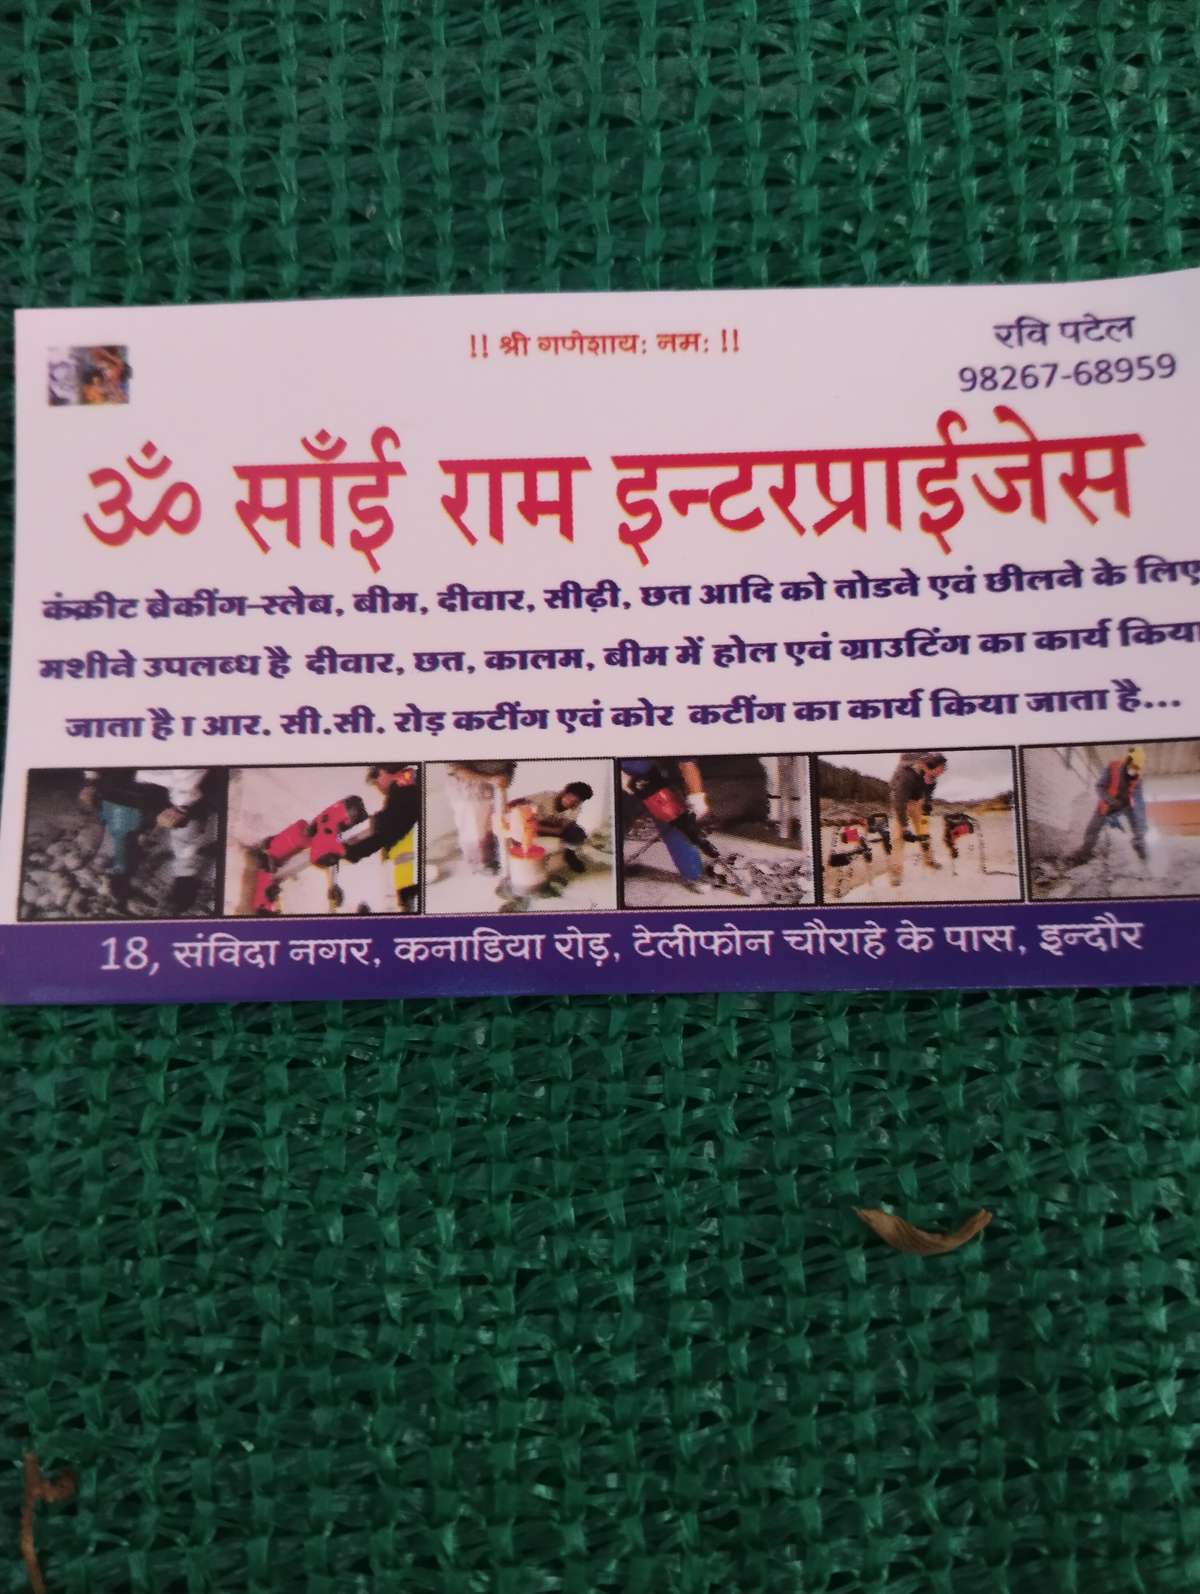 !! श्री गणेशाय: नम: !!
रवि पटेल
98267-68959
ॐ साँई राम इन्टरप्राईजेस
कंक्रीट ब्रेकींग-स्लेब, बीम, दीवार, सीढ़ी, छत आदि को तोडने एवं छीलने के लिए
मशीने उपलब्ध है दीवार, छत, कालम, बीम में होल एवं ग्राउटिंग का कार्य किया
जाता है। आर. सी.सी. रोड़ कटींग एवं कोर कटींग का कार्य किया जाता है...
18, संविदा नगर, कनाडिया रोड़, टेलीफोन चौराहे के पास, इन्दौर